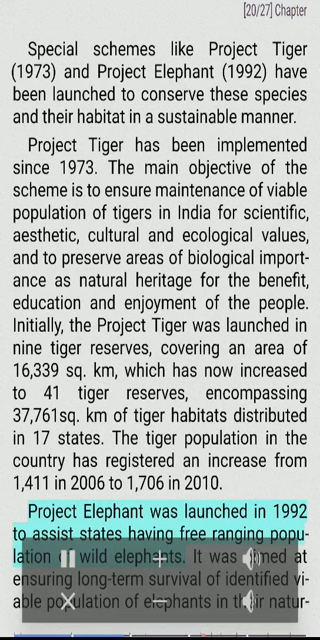 [20/27] Chapter
Special schemes like Project Tiger
(1973) and Project Elephant (1992) have
been launched to conserve these species
and their habitat in a sustainable manner.
Project Tiger has been implemented
since 1973. The main objective of the
scheme is to ensure maintenance of viable
population of tigers in India for scientific,
aesthetic, cultural and ecological values,
and to preserve areas of biological import-
ance as natural heritage for the benefit,
education and enjoyment of the people.
Initially, the Project Tiger was launched in
nine tiger reserves, covering an area of
16,339 sq. km, which has now increased
to 41 tiger reserves, encompassing
37,761sq. km of tiger habitats distributed
in 17 states. The tiger population in the
country has registered an increase from
1,411 in 2006 to 1,706 in 2010.
Project Elephant was launched in 1992
to assist states having free ranging popu-
lation of wild elephants. It was aimed at
ensuring long-term survival of identified vi-
able population of elephants in their natur-